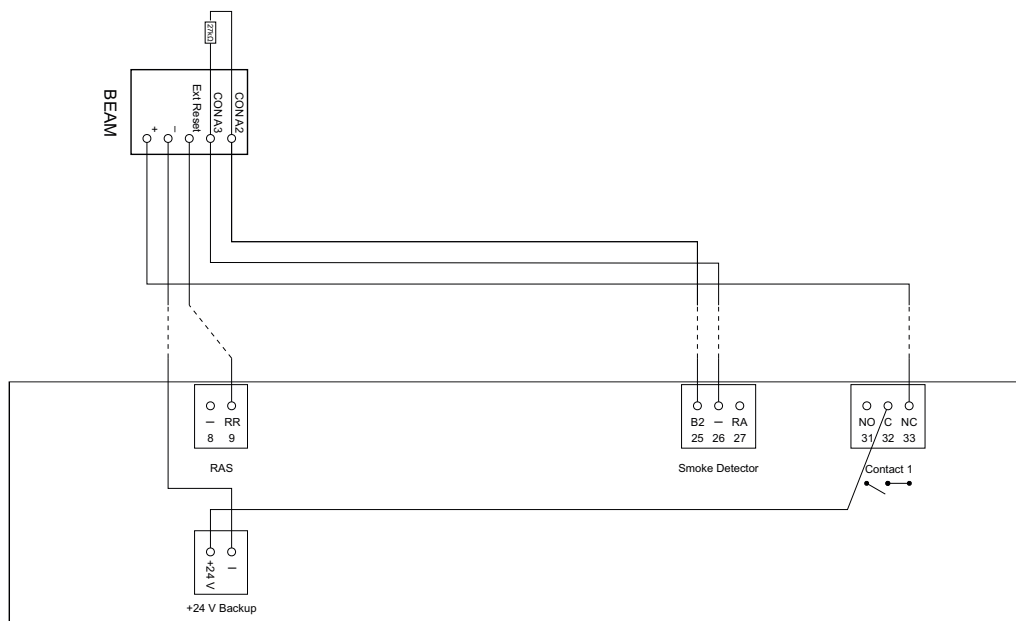 27kΩ
BEAM
+
–
Ext Reset
CON A3
CON A2
– RR
8 9
RAS
B2 – RA
25 26 27
Smoke Detector
NO C NC
31 32 33
Contact 1
+24 V –
+24 V Backup